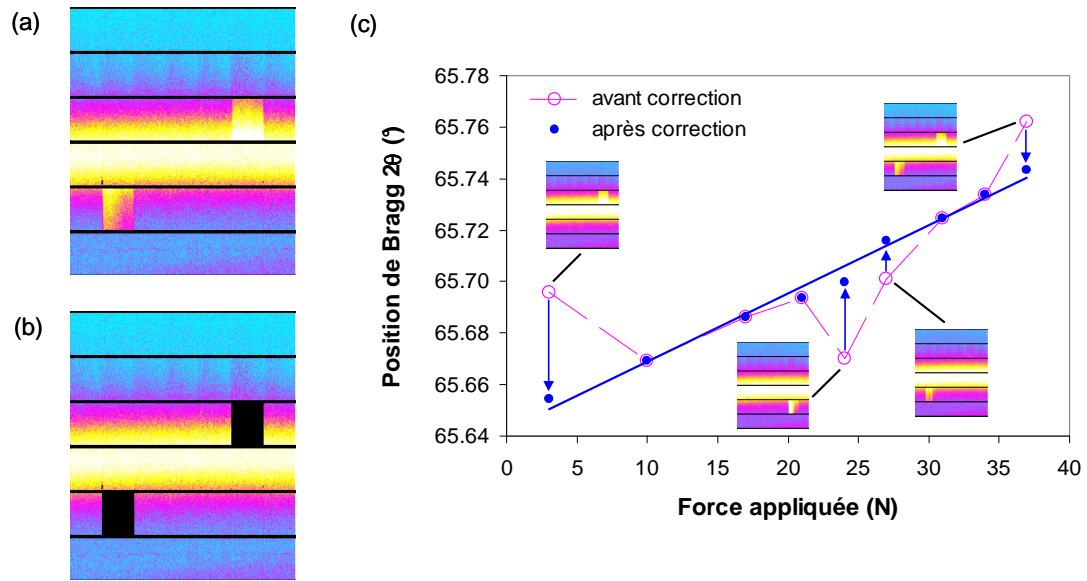 (a)
(b)
(c)
Position de Bragg 2θ (°)
65.78
65.76
65.74
65.72
65.70
65.68
65.66
65.64
avant correction
après correction
0
5
10
15
20
25
30
35
40
Force appliquée (N)